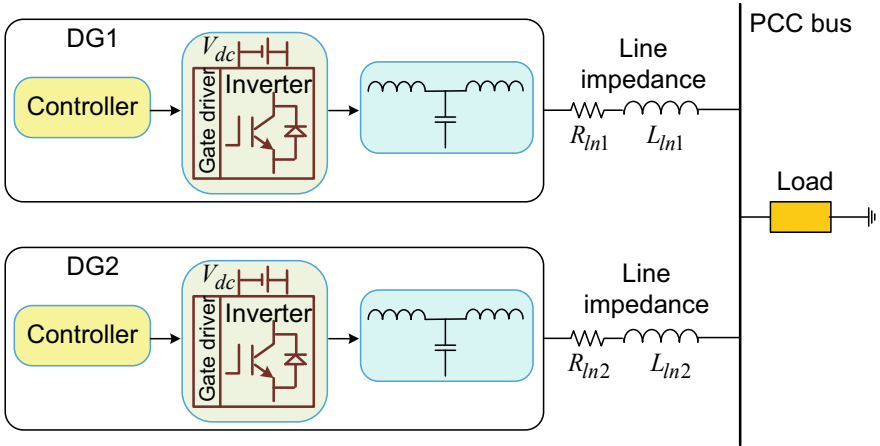 DG1
Controller
Gate driver
V_dc
Inverter
Line
impedance
R_ln1
L_ln1
PCC bus
Load
DG2
Controller
Gate driver
V_dc
Inverter
Line
impedance
R_ln2
L_ln2